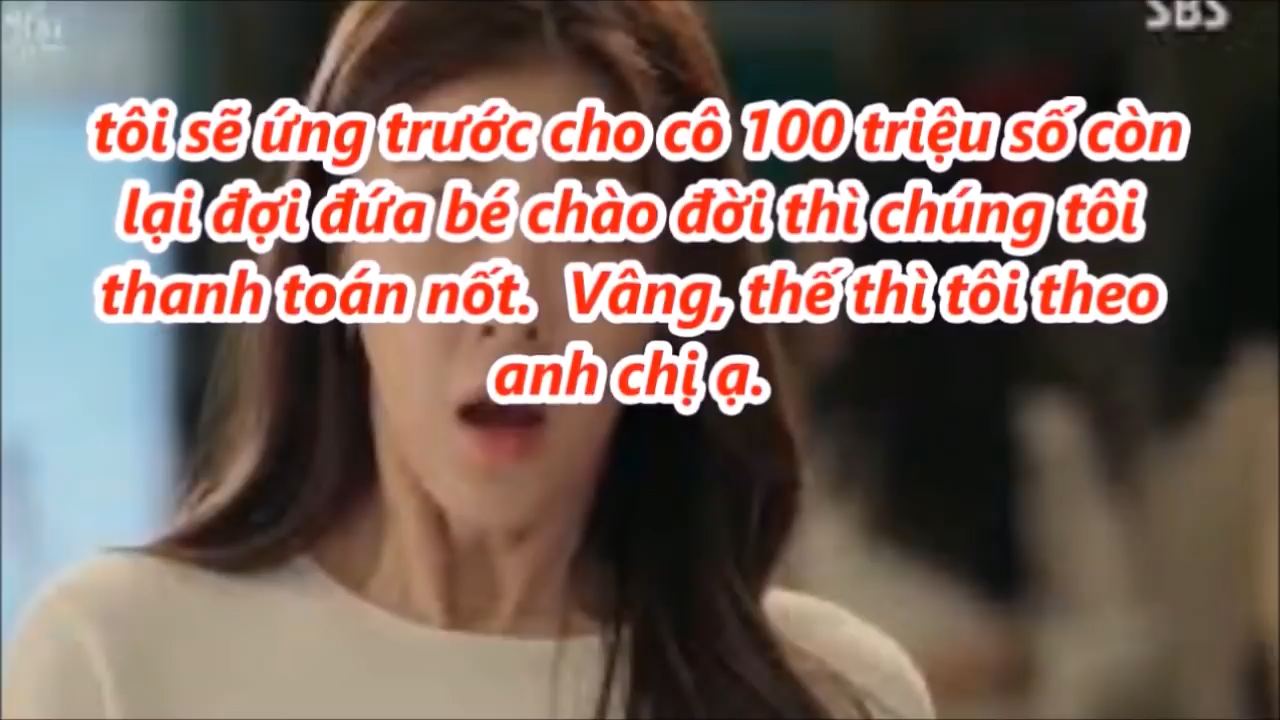 SBS
tôi sẽ ứng trước cho cô 100 triệu số còn
lại đợi đứa bé chào đời thì chúng tôi
thanh toán nốt. Vâng, thế thì tôi theo
anh chị ạ.